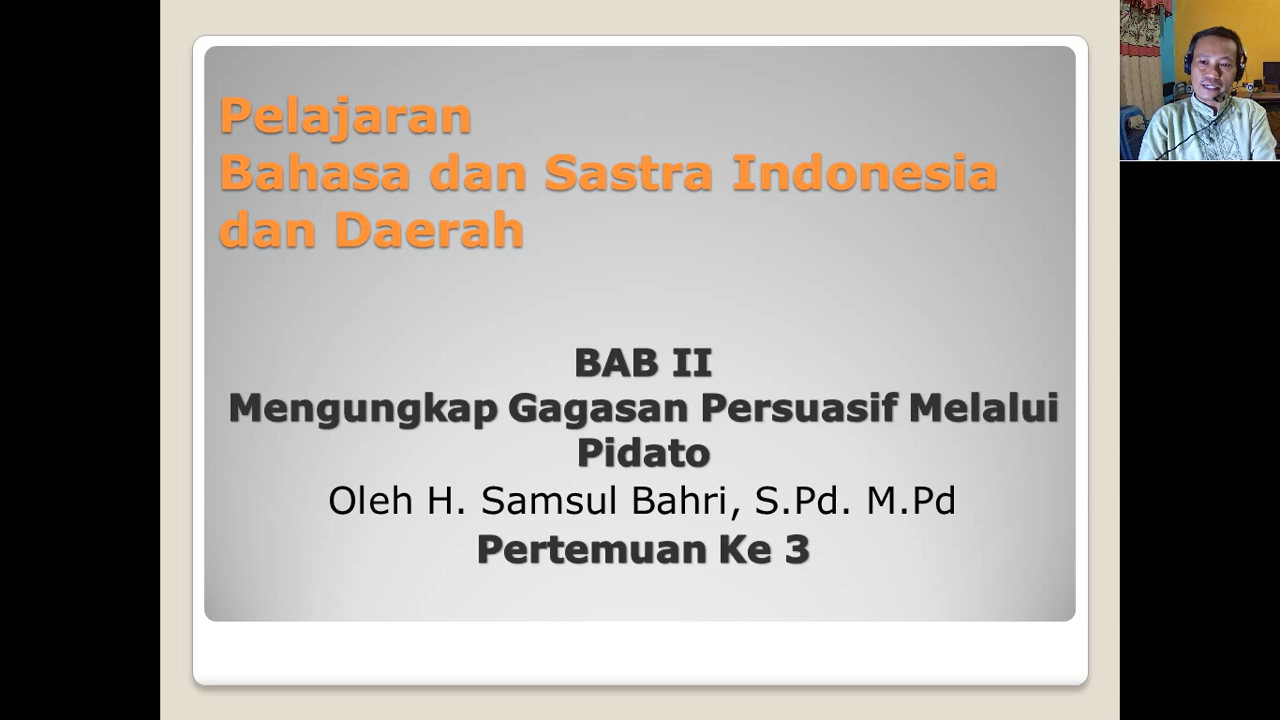 Pelajaran
Bahasa dan Sastra Indonesia
dan Daerah
BAB II
Mengungkap Gagasan Persuasif Melalui
Pidato
Oleh H. Samsul Bahri, S.Pd. M.Pd
Pertemuan Ke 3